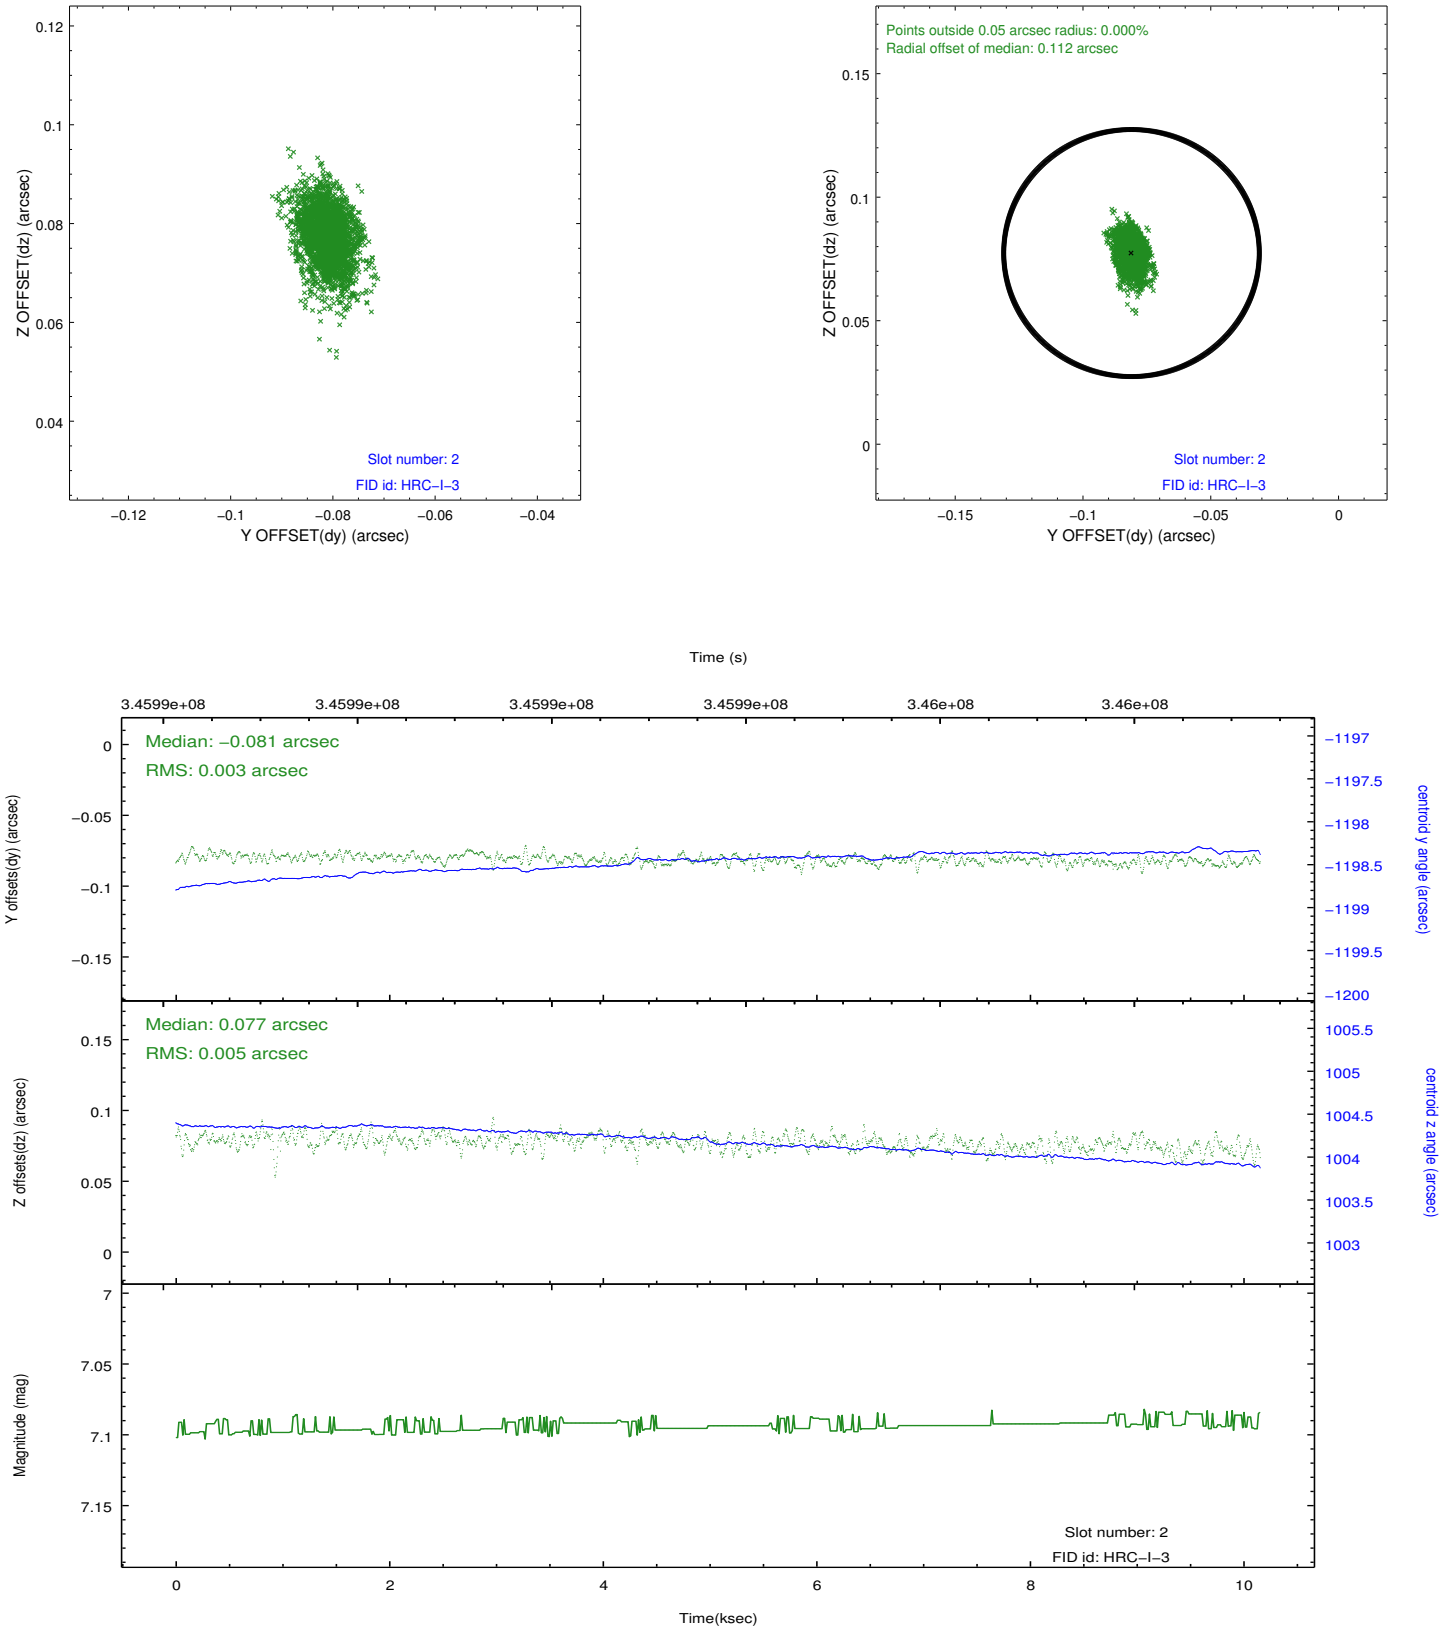 0.12
0.1
0.08
0.06
0.04
Z OFFSET(dz) (arcsec)
Slot number: 2
FID id: HRC−I−3
−0.12
−0.1
−0.08
−0.06
−0.04
Y OFFSET(dy) (arcsec)
Points outside 0.05 arcsec radius: 0.000%
Radial offset of median: 0.112 arcsec
0.15
0.1
0.05
0
Z OFFSET(dz) (arcsec)
Slot number: 2
FID id: HRC−I−3
−0.15
−0.1
−0.05
0
Y OFFSET(dy) (arcsec)
Time (s)
3.4599e+08
3.4599e+08
3.4599e+08
3.4599e+08
3.46e+08
3.46e+08
Median: −0.081 arcsec
RMS: 0.003 arcsec
0
−0.05
−0.1
−0.15
Y offsets(dy) (arcsec)
−1197
−1197.5
−1198
−1198.5
−1199
−1199.5
−1200
centroid y angle (arcsec)
Median: 0.077 arcsec
RMS: 0.005 arcsec
0.15
0.1
0.05
0
Z offsets(dz) (arcsec)
1005.5
1005
1004.5
1004
1003.5
1003
centroid z angle (arcsec)
7
7.05
7.1
7.15
Magnitude (mag)
Slot number: 2
FID id: HRC−I−3
0
2
4
6
8
10
Time(ksec)